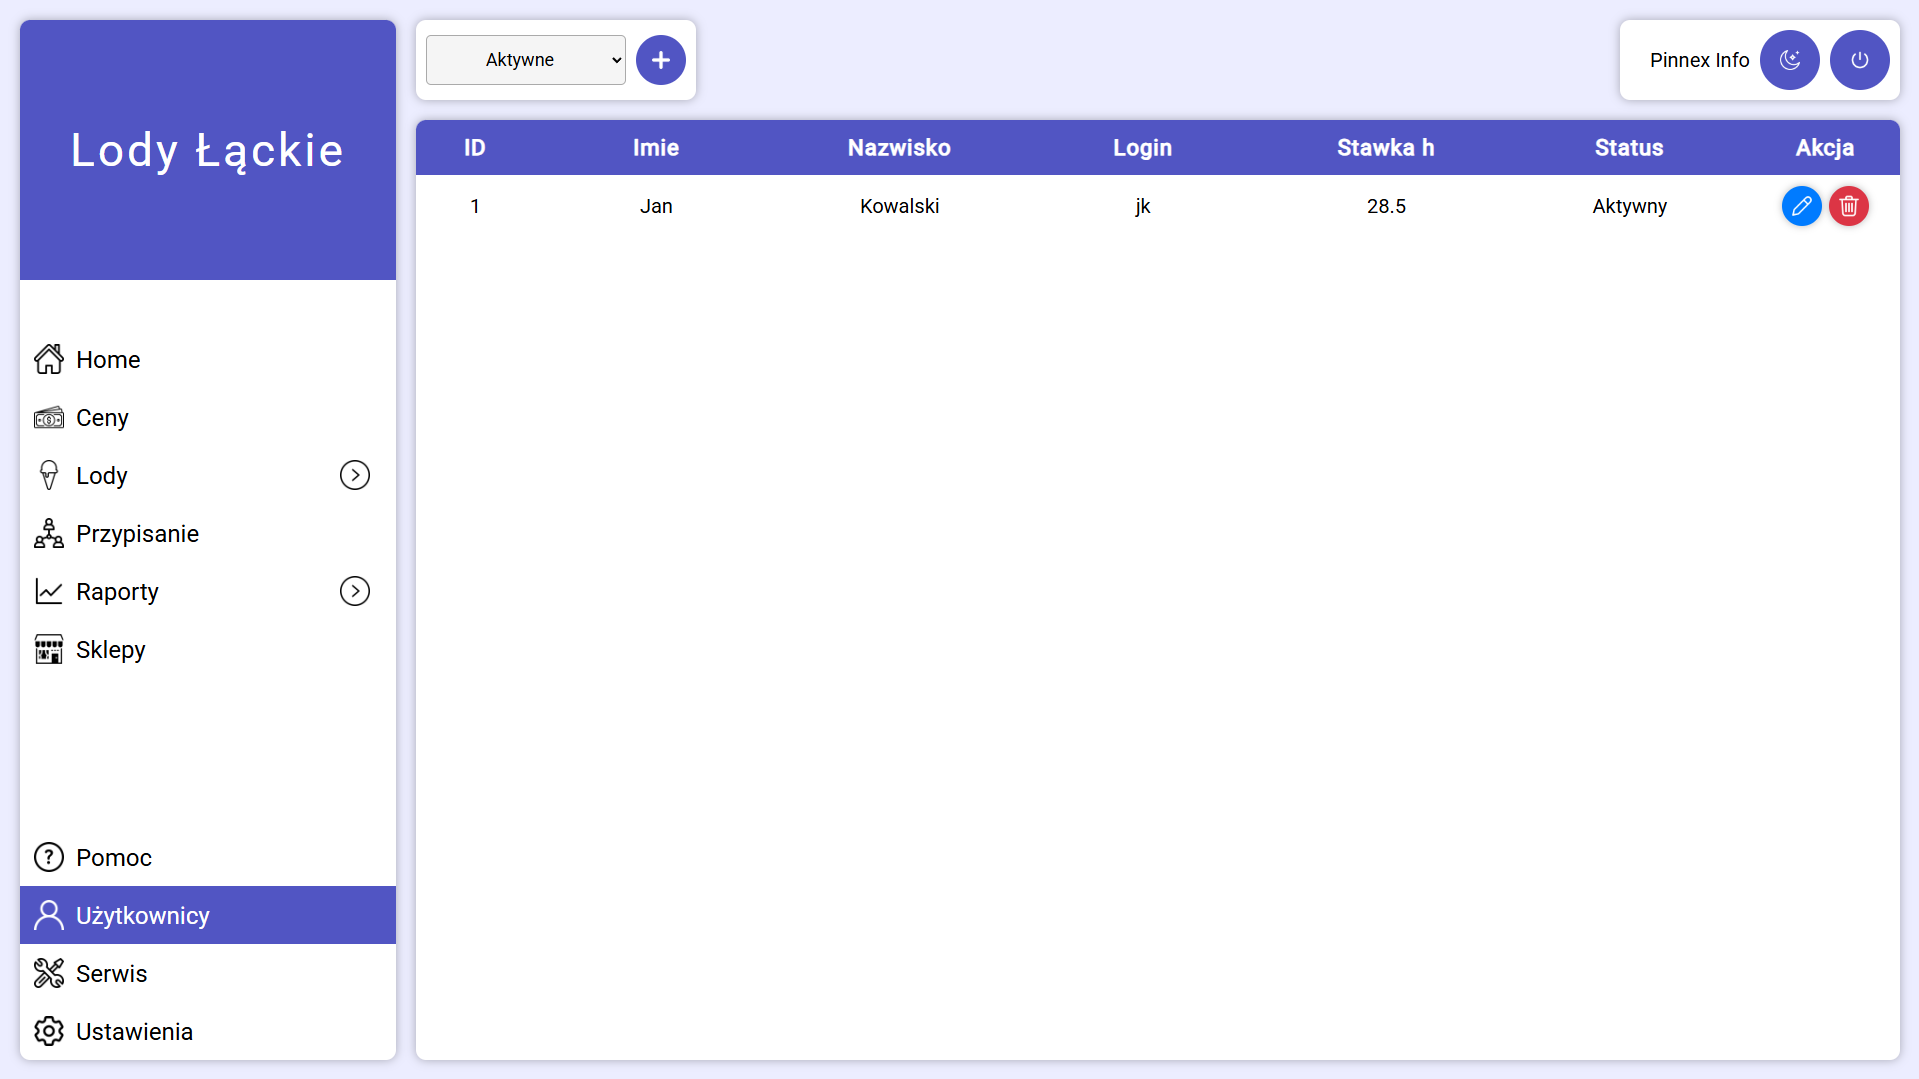 Lody Łąckie
Home
Ceny
Lody
Przypisanie
Raporty
Sklepy
Pomoc
Użytkownicy
Serwis
Ustawienia
Aktywne
Pinnex Info
ID Imie Nazwisko Login Stawka h Status Akcja
1 Jan Kowalski jk 28.5 Aktywny